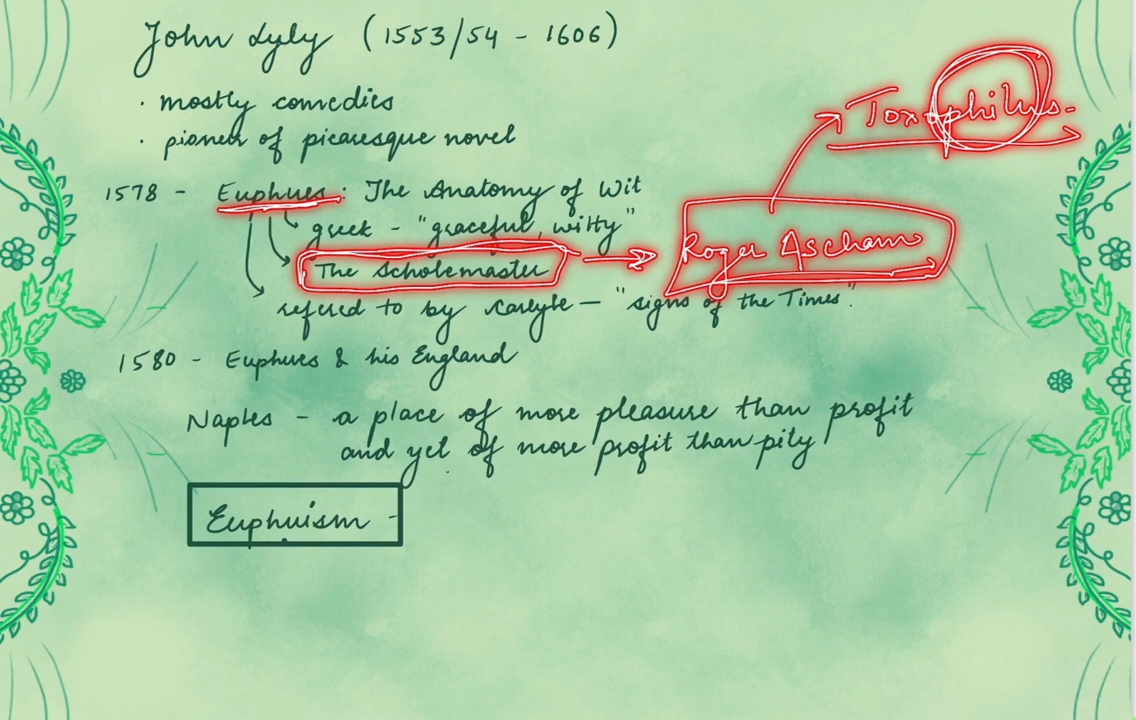 John Lyly (1553/54 - 1606)
Toxophilus.
· mostly comedies
· pioneer of picaresque novel
1578 - Euphues: The Anatomy of Wit
greek - "graceful, witty"
The Scholemaster → Roger Ascham
refered to by Carlyle - "signs of the Times".
1580 - Euphues & his England
Naples - a place of more pleasure than profit
and yet of more profit than pity
Euphuism -